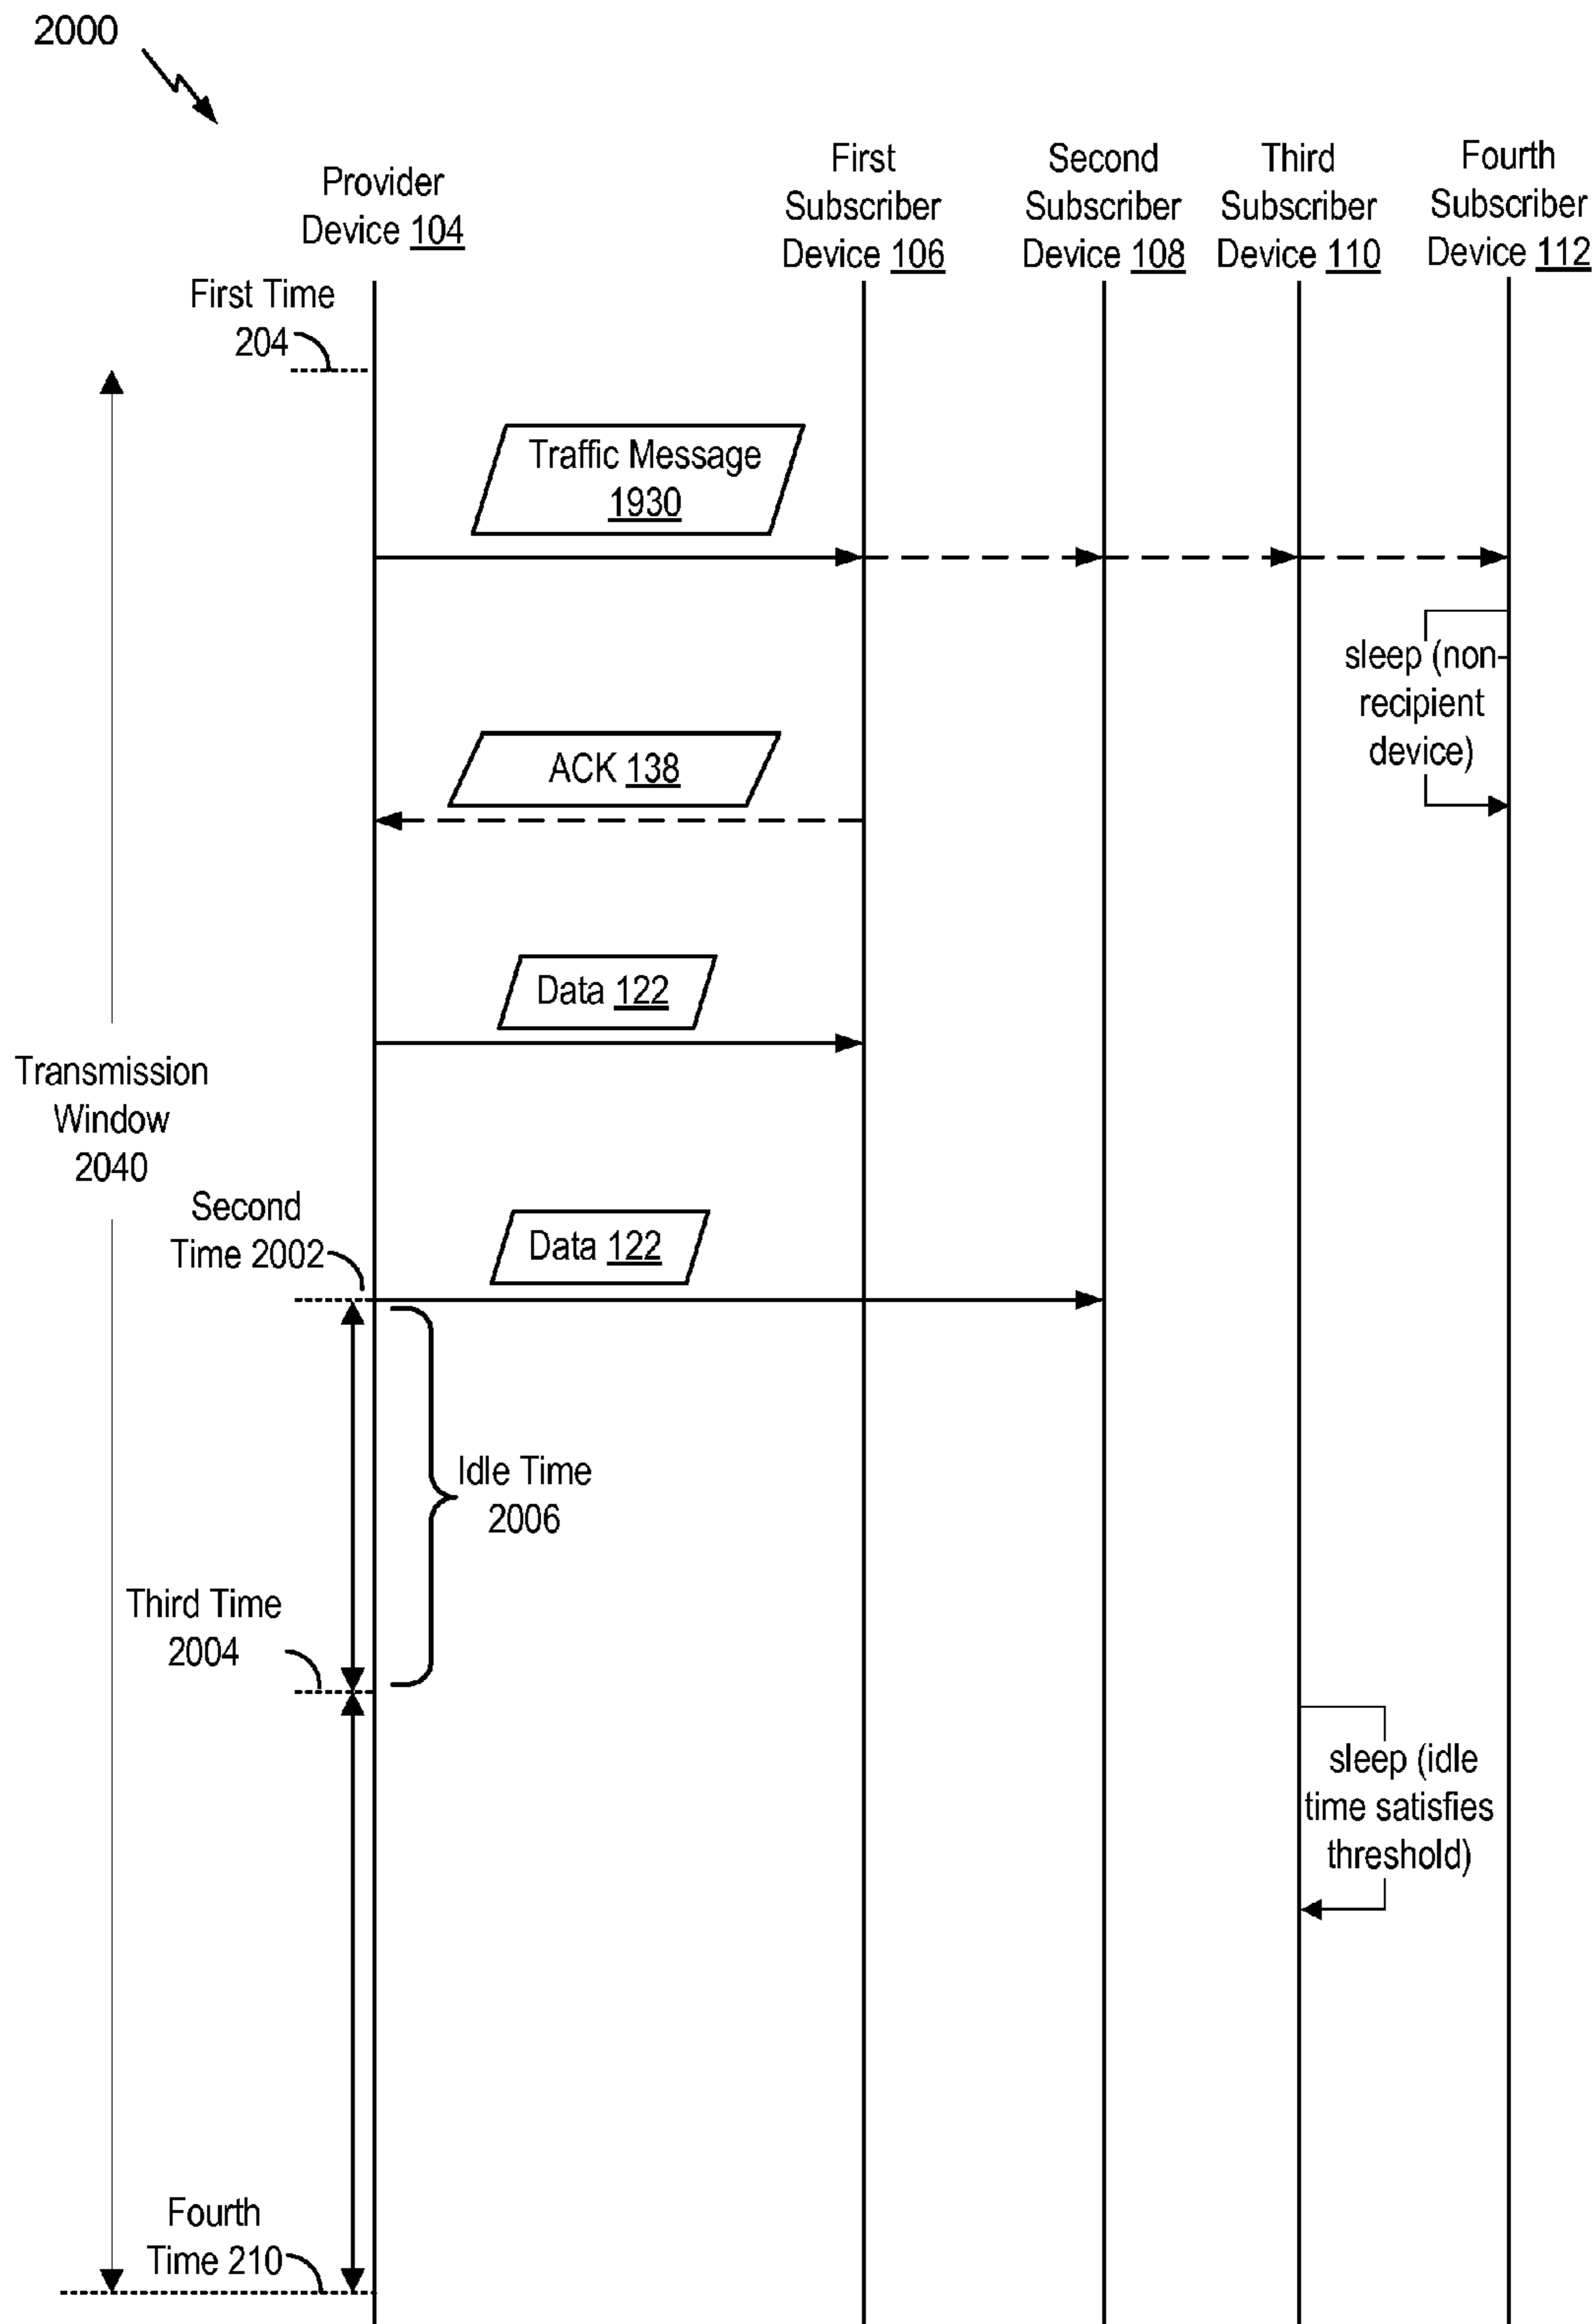 2000
Provider
Device 104
First
Subscriber
Device 106
Second
Subscriber
Device 108
Third
Subscriber
Device 110
Fourth
Subscriber
Device 112
First Time
204
Traffic Message
1930
sleep (non-
recipient
device)
ACK 138
Data 122
Transmission
Window
2040
Second
Time 2002
Data 122
Idle Time
2006
Third Time
2004
sleep (idle
time satisfies
threshold)
Fourth
Time 210